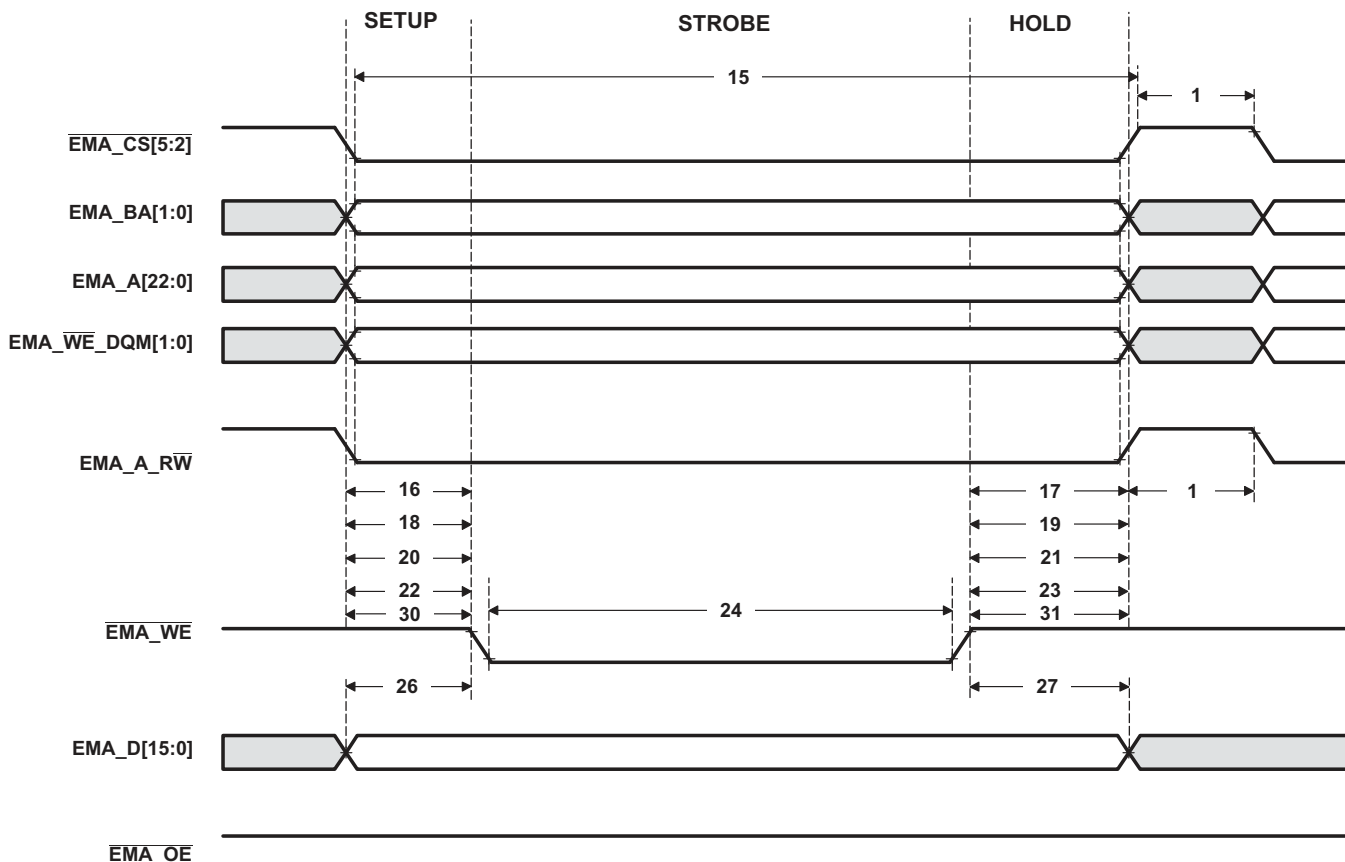 SETUP STROBE HOLD
15
1
EMA_CS[5:2]
EMA_BA[1:0]
EMA_A[22:0]
EMA_WE_DQM[1:0]
EMA_A_RW
16 17 1
18 19
20 21
22 23
24
30 31
EMA_WE
26 27
EMA_D[15:0]
EMA_OE